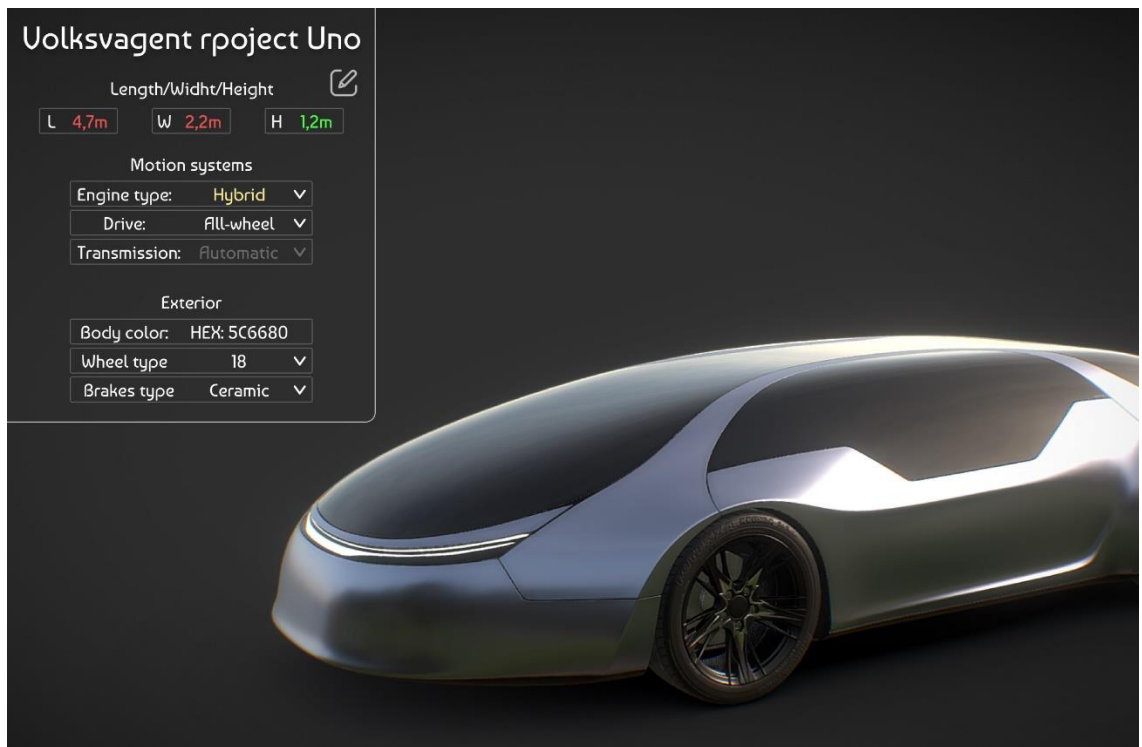 Volksvagent rpoject Uno
Length/Widht/Height
L 4,7m W 2,2m H 1,2m
Motion systems
Engine type: Hybrid
Drive: All-wheel
Transmission: Automatic
Exterior
Body color: HEX: 5C6680
Wheel type 18
Brakes type Ceramic